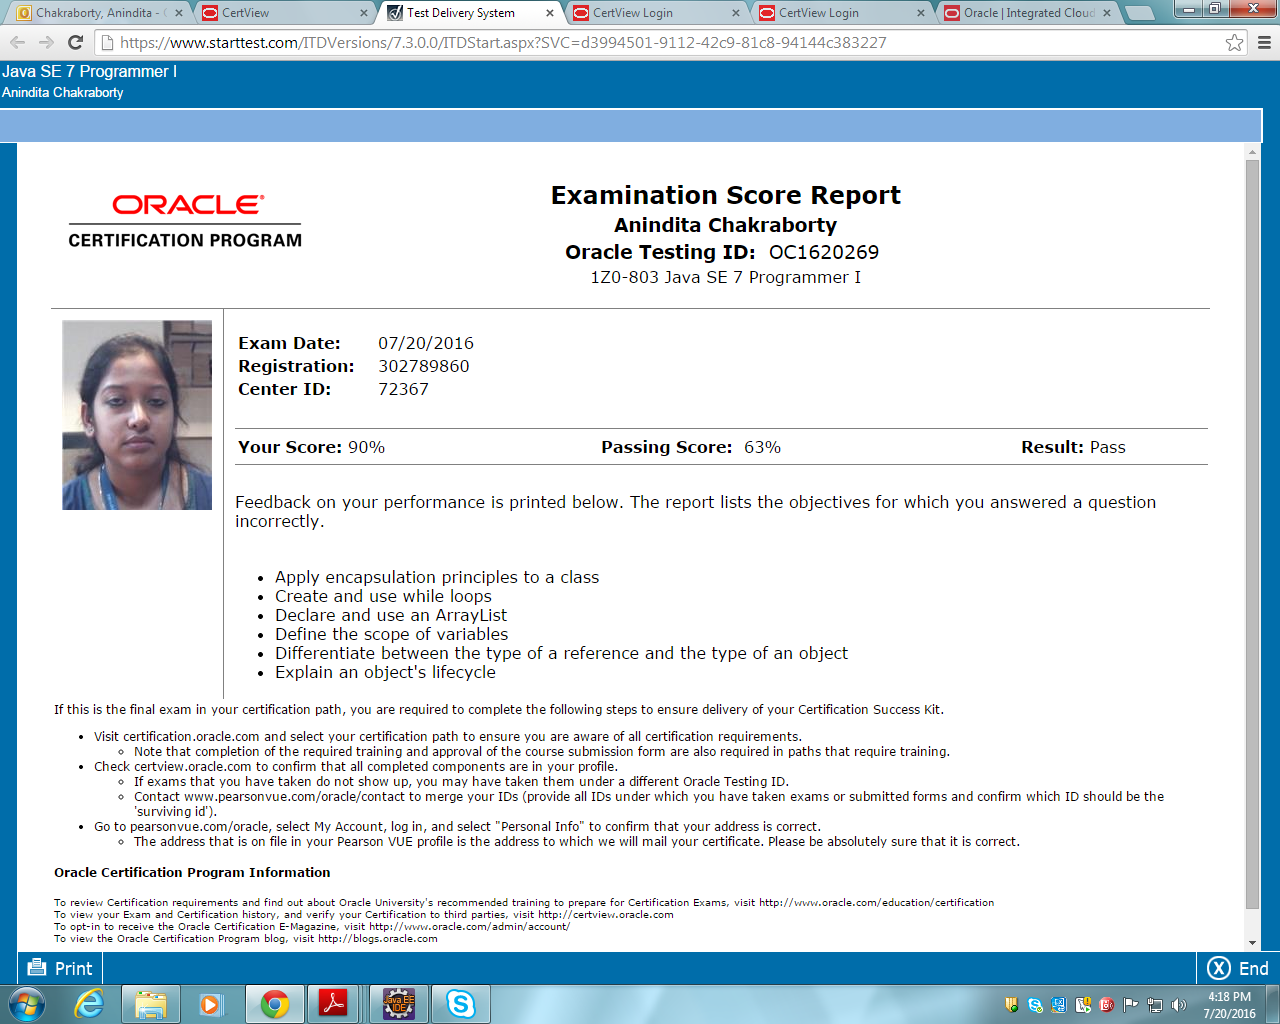 Chakraborty, Anindita -
CertView
Test Delivery System
CertView Login
CertView Login
Oracle | Integrated Cloud
https://www.starttest.com/ITDVersions/7.3.0.0/ITDStart.aspx?SVC=d3994501-9112-42c9-81c8-94144c383227
Java SE 7 Programmer I
Anindita Chakraborty
ORACLE®
CERTIFICATION PROGRAM
Examination Score Report
Anindita Chakraborty
Oracle Testing ID: OC1620269
1Z0-803 Java SE 7 Programmer I
Exam Date: 07/20/2016
Registration: 302789860
Center ID: 72367
Your Score: 90% Passing Score: 63% Result: Pass
Feedback on your performance is printed below. The report lists the objectives for which you answered a question
incorrectly.
• Apply encapsulation principles to a class
• Create and use while loops
• Declare and use an ArrayList
• Define the scope of variables
• Differentiate between the type of a reference and the type of an object
• Explain an object's lifecycle
If this is the final exam in your certification path, you are required to complete the following steps to ensure delivery of your Certification Success Kit.
• Visit certification.oracle.com and select your certification path to ensure you are aware of all certification requirements.
◦ Note that completion of the required training and approval of the course submission form are also required in paths that require training.
• Check certview.oracle.com to confirm that all completed components are in your profile.
◦ If exams that you have taken do not show up, you may have taken them under a different Oracle Testing ID.
◦ Contact www.pearsonvue.com/oracle/contact to merge your IDs (provide all IDs under which you have taken exams or submitted forms and confirm which ID should be the
'surviving id').
• Go to pearsonvue.com/oracle, select My Account, log in, and select "Personal Info" to confirm that your address is correct.
◦ The address that is on file in your Pearson VUE profile is the address to which we will mail your certificate. Please be absolutely sure that it is correct.
Oracle Certification Program Information
To review Certification requirements and find out about Oracle University's recommended training to prepare for Certification Exams, visit http://www.oracle.com/education/certification
To view your Exam and Certification history, and verify your Certification to third parties, visit http://certview.oracle.com
To opt-in to receive the Oracle Certification E-Magazine, visit http://www.oracle.com/admin/account/
To view the Oracle Certification Program blog, visit http://blogs.oracle.com
Print
End
Java EE
IDE
4:18 PM
7/20/2016